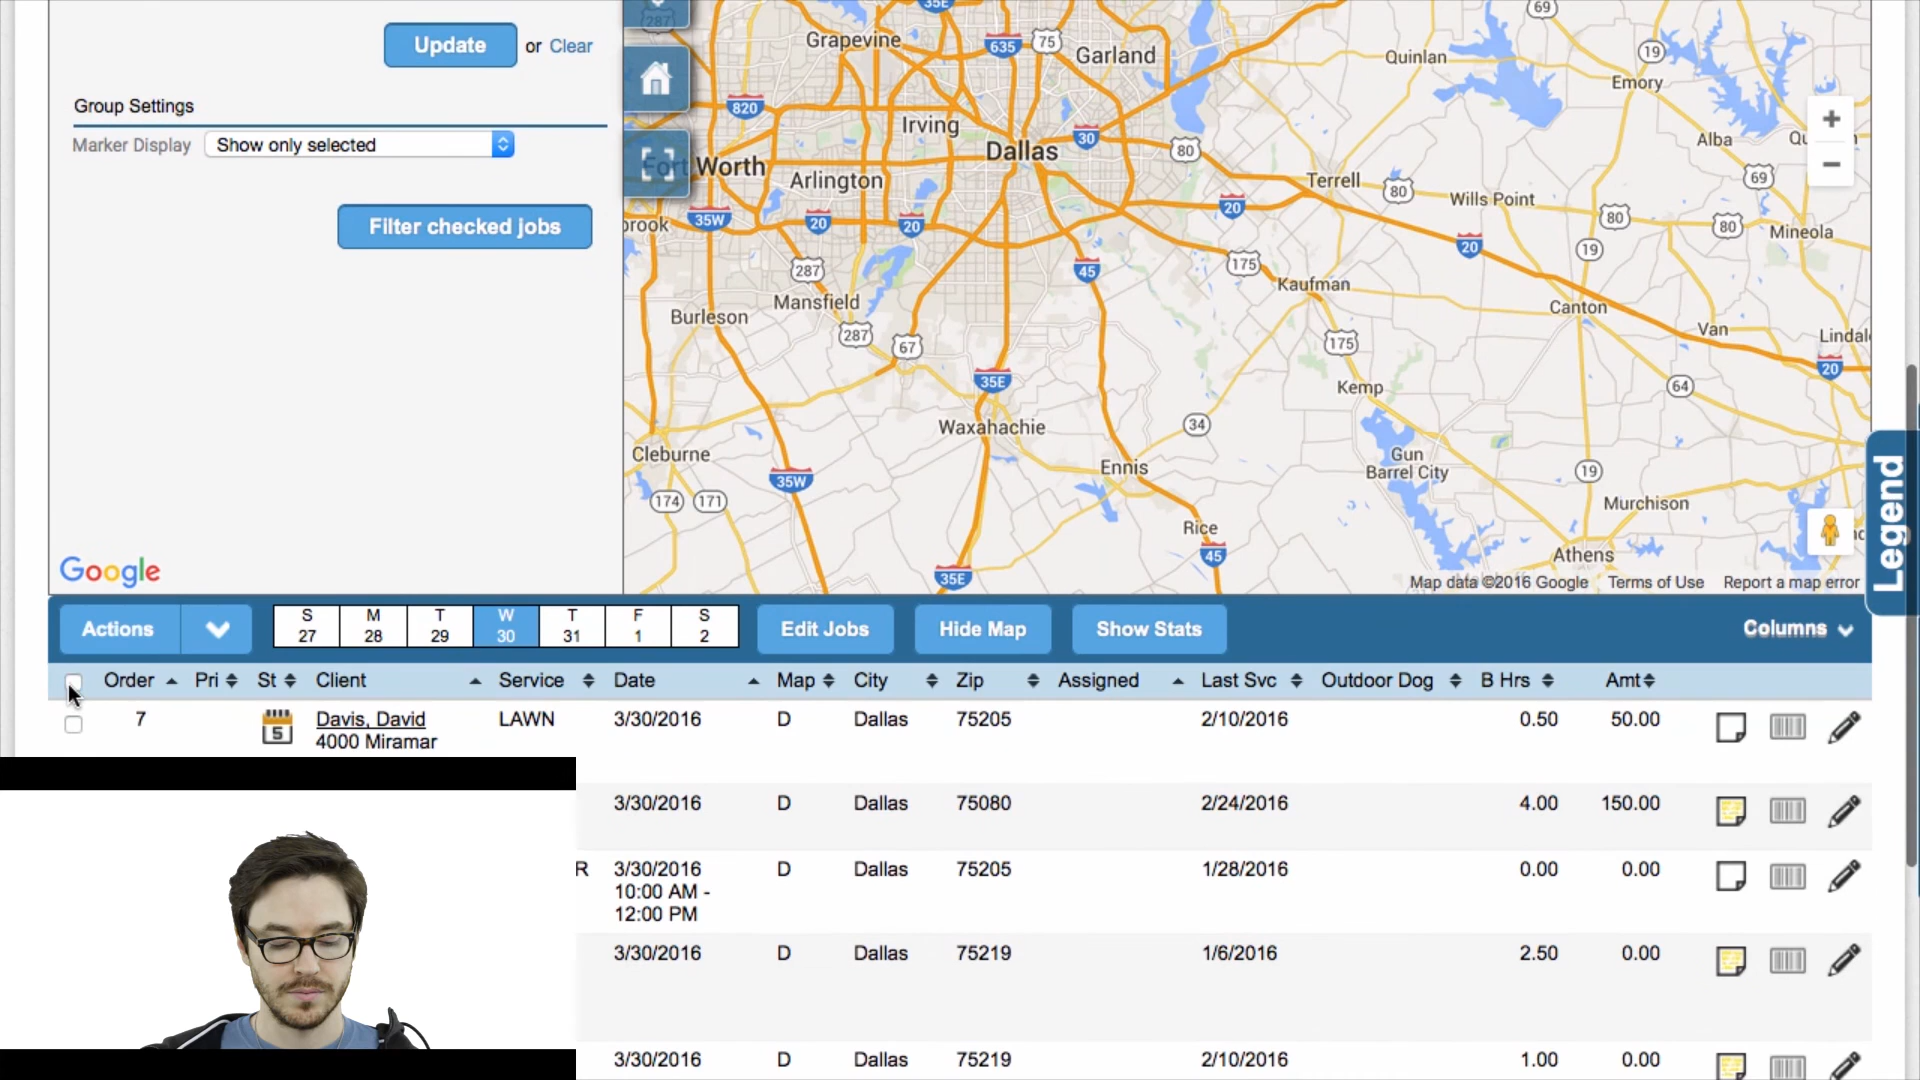 Update or Clear
Group Settings
Marker Display Show only selected
Filter checked jobs
Google
287
35E
69
Grapevine
635
75
Garland
Quinlan
19
Emory
820
Irving
30
Dallas
80
Alba
Fort Worth
Arlington
Terrell
80
69
Wills Point
35W
20
20
20
80
80
Mineola
20
19
287
45
175
Kaufman
Mansfield
Canton
Burleson
287
67
175
Van
20
35E
Kemp
64
Waxahachie
34
Cleburne
Ennis
Gun
Barrel City
19
35W
174
171
Murchison
Rice
45
Athens
35E
+
−
Map data ©2016 Google Terms of Use Report a map error
Legend
Actions
S M T W T F S
27 28 29 30 31 1 2
Edit Jobs Hide Map Show Stats Columns
Order Pri St Client Service Date Map City Zip Assigned Last Svc Outdoor Dog B Hrs Amt
7 5 Davis, David LAWN 3/30/2016 D Dallas 75205 2/10/2016 0.50 50.00
4000 Miramar
3/30/2016 D Dallas 75080 2/24/2016 4.00 150.00
R 3/30/2016 D Dallas 75205 1/28/2016 0.00 0.00
10:00 AM -
12:00 PM
3/30/2016 D Dallas 75219 1/6/2016 2.50 0.00
3/30/2016 D Dallas 75219 2/10/2016 1.00 0.00